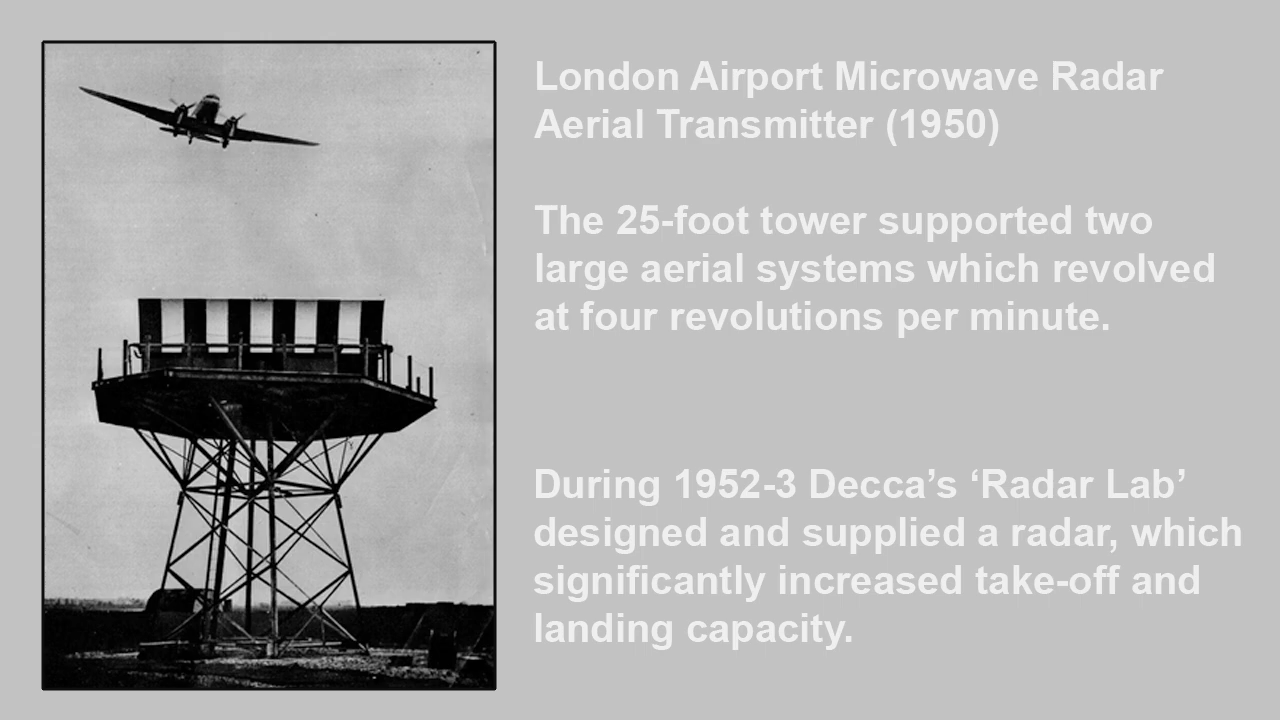 London Airport Microwave Radar
Aerial Transmitter (1950)
The 25-foot tower supported two
large aerial systems which revolved
at four revolutions per minute.
During 1952-3 Decca’s ‘Radar Lab’
designed and supplied a radar, which
significantly increased take-off and
landing capacity.